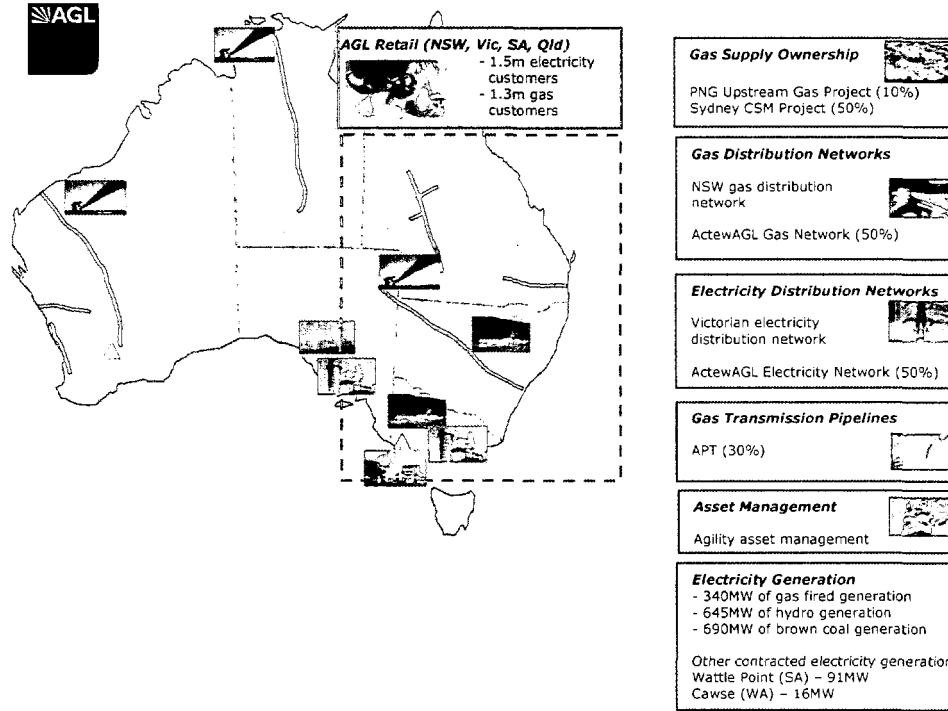 AGL
AGL Retail (NSW, Vic, SA, Qld)
- 1.5m electricity
customers
- 1.3m gas
customers
Gas Supply Ownership
PNG Upstream Gas Project (10%)
Sydney CSM Project (50%)
Gas Distribution Networks
NSW gas distribution
network
ActewAGL Gas Network (50%)
Electricity Distribution Networks
Victorian electricity
distribution network
ActewAGL Electricity Network (50%)
Gas Transmission Pipelines
APT (30%)
Asset Management
Agility asset management
Electricity Generation
- 340MW of gas fired generation
- 645MW of hydro generation
- 690MW of brown coal generation
Other contracted electricity generation
Wattle Point (SA) – 91MW
Cawse (WA) – 16MW